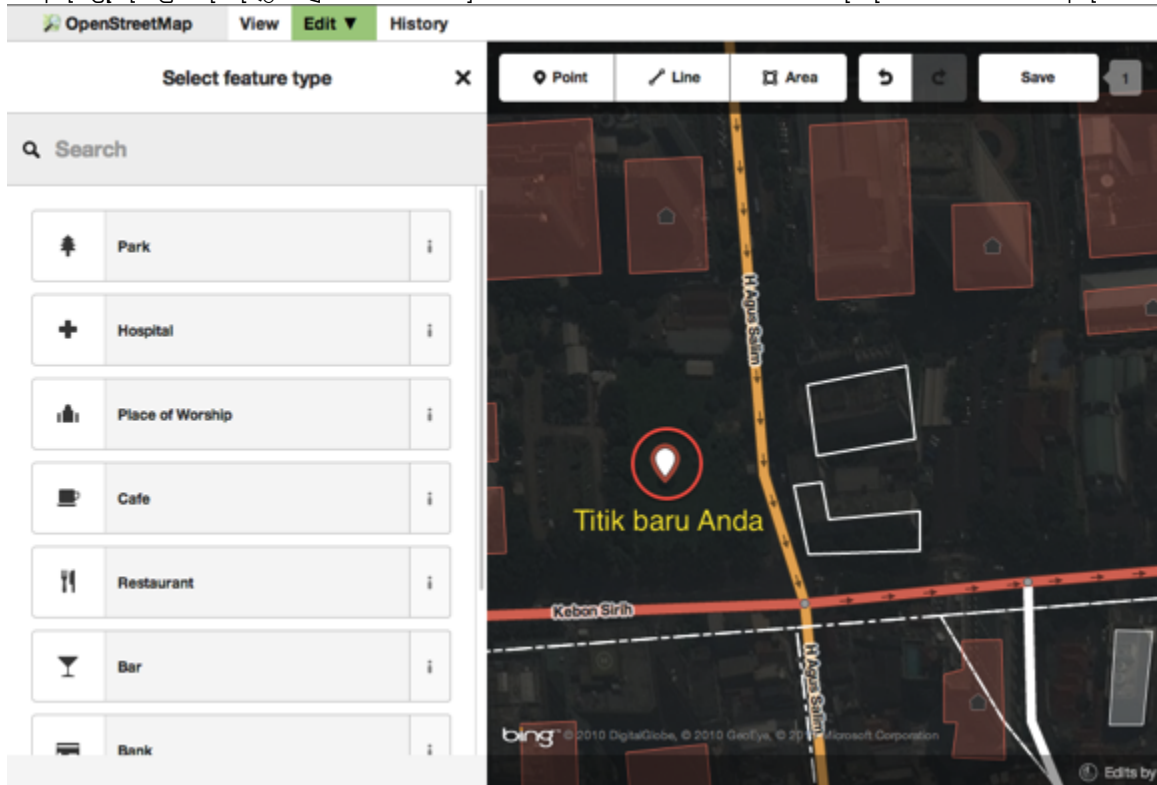 OpenStreetMap View Edit ▼ History
Select feature type
Point Line Area Save 1
Search
Park
Hospital
Place of Worship
Cafe
Restaurant
Bar
Bank
H Agus Salim
Titik baru Anda
Kebon Sirih
H Agus Salim
bing © 2010 DigitalGlobe, © 2010 GeoEye, © 2010 Microsoft Corporation
Edits by